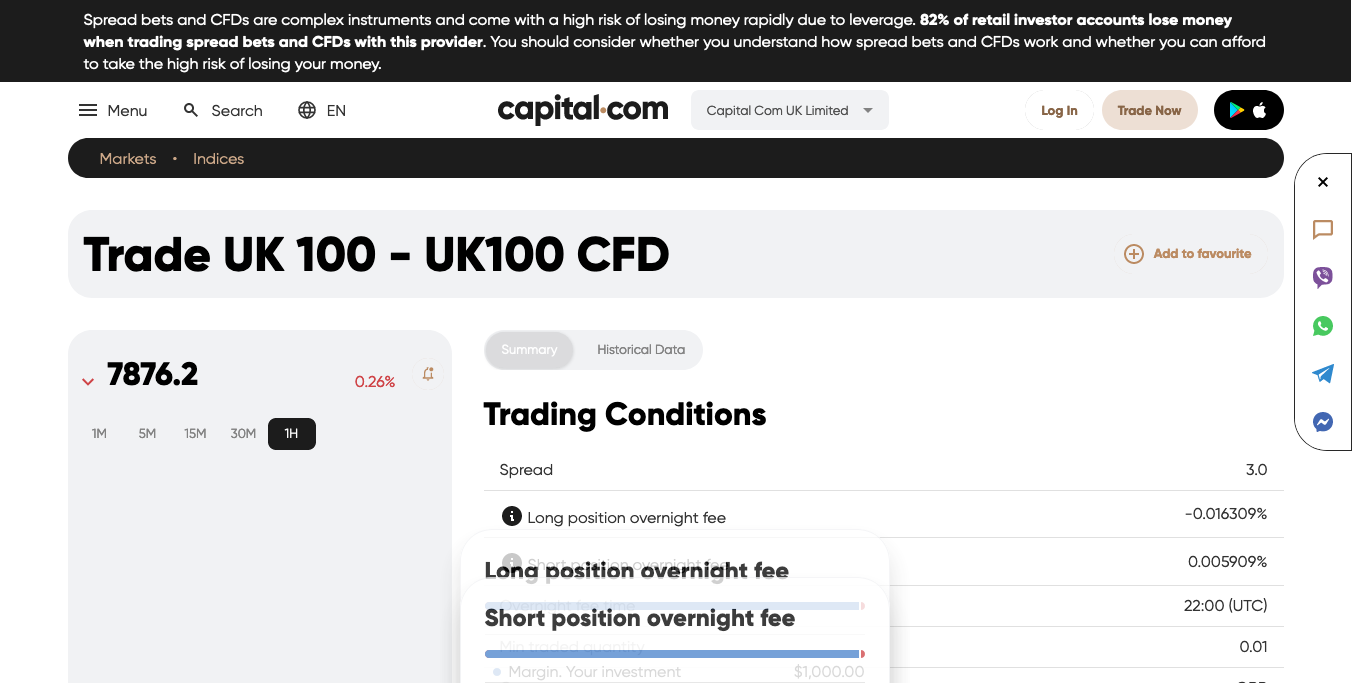 Spread bets and CFDs are complex instruments and come with a high risk of losing money rapidly due to leverage. 82% of retail investor accounts lose money
when trading spread bets and CFDs with this provider. You should consider whether you understand how spread bets and CFDs work and whether you can afford
to take the high risk of losing your money.
Menu Search EN capital.com Capital Com UK Limited Log In Trade Now
Markets • Indices
Trade UK 100 - UK100 CFD
Add to favourite
7876.2
0.26%
1M 5M 15M 30M 1H
Summary Historical Data
Trading Conditions
Spread 3.0
Long position overnight fee -0.016309%
Short position overnight fee 0.005909%
Long position overnight fee
Overnight fee time 22:00 (UTC)
Short position overnight fee
Min traded quantity 0.01
Margin. Your investment $1,000.00